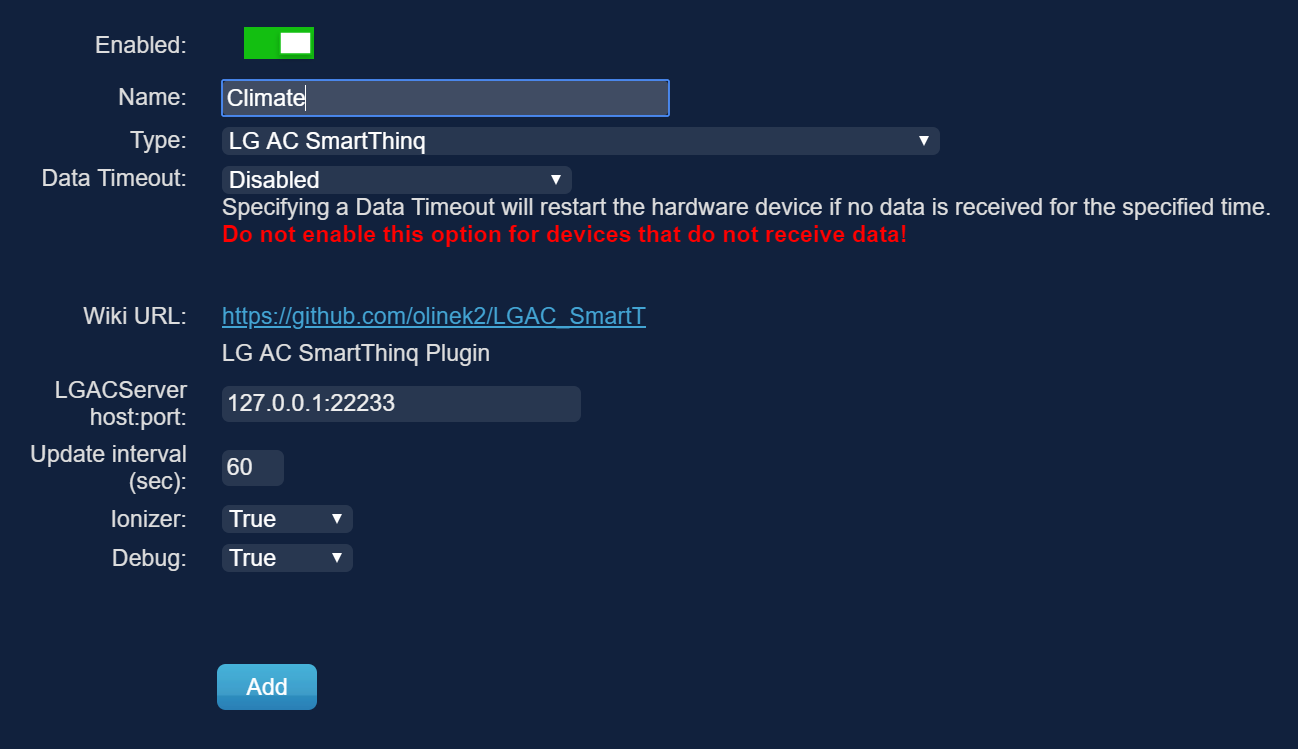 Enabled:
Name: Climate
Type: LG AC SmartThinq
Data Timeout: Disabled
Specifying a Data Timeout will restart the hardware device if no data is received for the specified time.
Do not enable this option for devices that do not receive data!
Wiki URL: https://github.com/olinek2/LGAC_SmartT
LG AC SmartThinq Plugin
LGACServer
host:port: 127.0.0.1:22233
Update interval
(sec): 60
Ionizer: True
Debug: True
Add